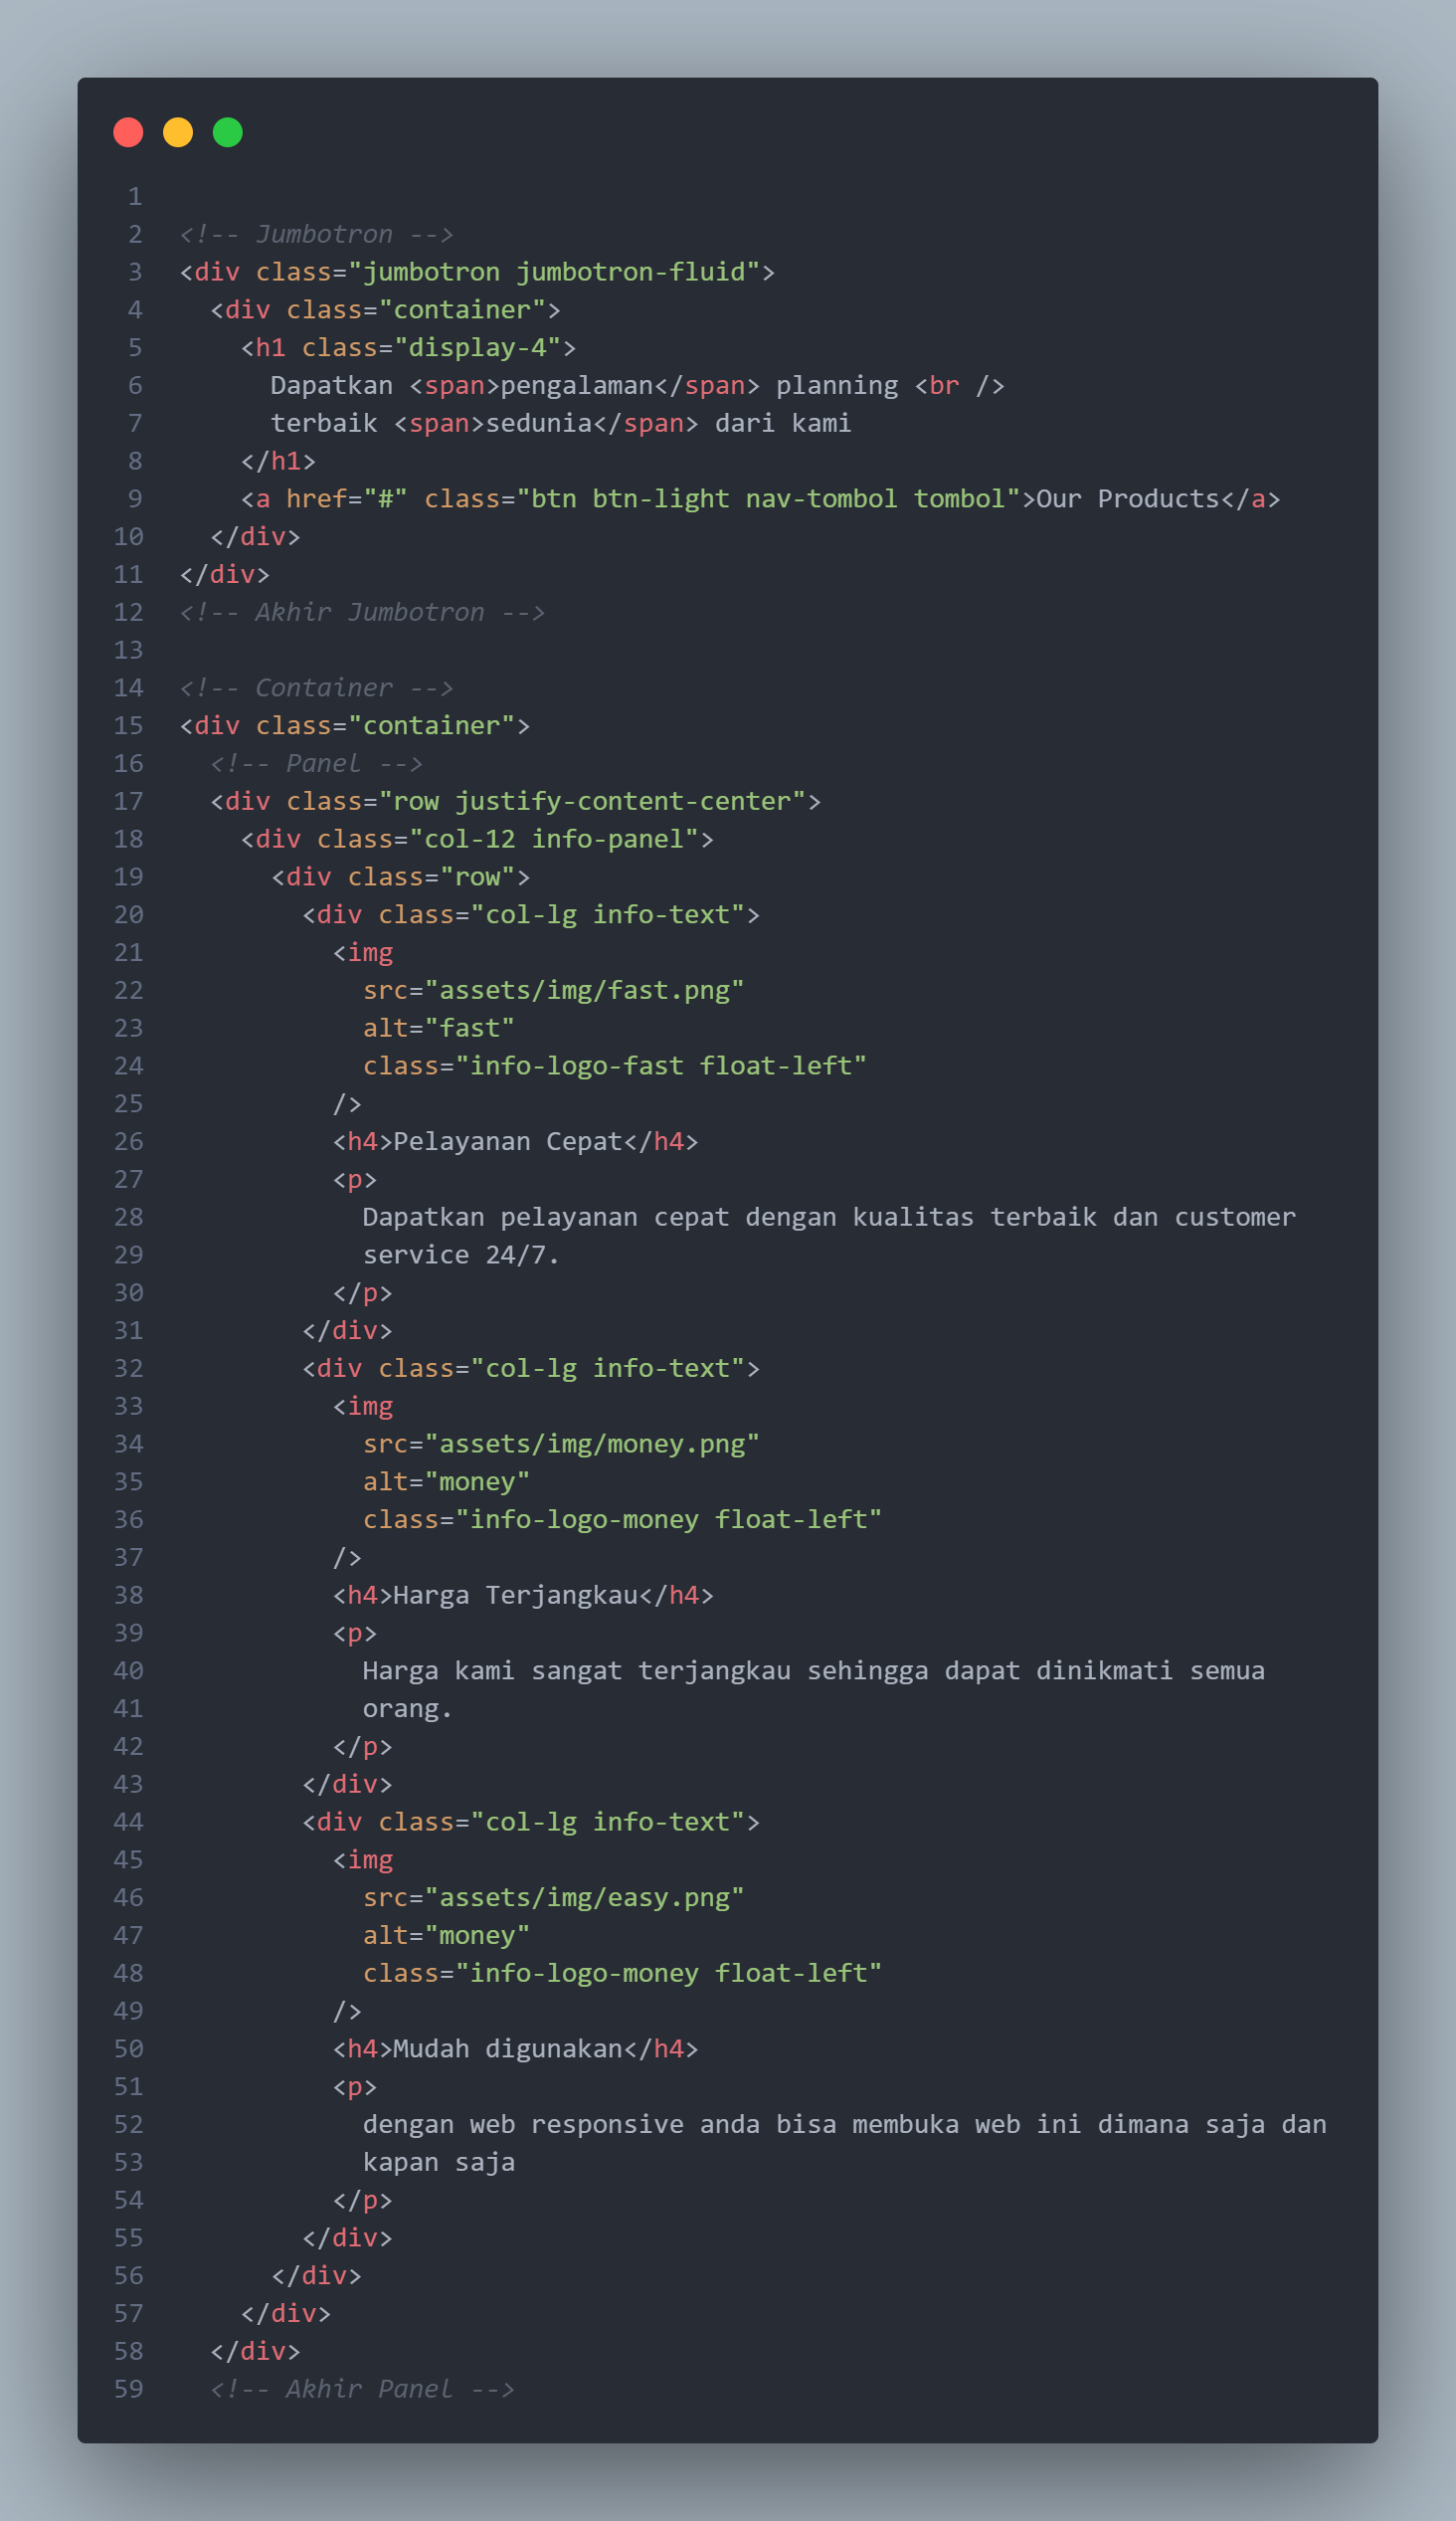 1
2 <!-- Jumbotron -->
3 <div class="jumbotron jumbotron-fluid">
4   <div class="container">
5     <h1 class="display-4">
6       Dapatkan <span>pengalaman</span> planning <br />
7       terbaik <span>sedunia</span> dari kami
8     </h1>
9     <a href="#" class="btn btn-light nav-tombol tombol">Our Products</a>
10   </div>
11 </div>
12 <!-- Akhir Jumbotron -->
13
14 <!-- Container -->
15 <div class="container">
16   <!-- Panel -->
17   <div class="row justify-content-center">
18     <div class="col-12 info-panel">
19       <div class="row">
20         <div class="col-lg info-text">
21           <img
22             src="assets/img/fast.png"
23             alt="fast"
24             class="info-logo-fast float-left"
25           />
26           <h4>Pelayanan Cepat</h4>
27           <p>
28             Dapatkan pelayanan cepat dengan kualitas terbaik dan customer
29             service 24/7.
30           </p>
31         </div>
32         <div class="col-lg info-text">
33           <img
34             src="assets/img/money.png"
35             alt="money"
36             class="info-logo-money float-left"
37           />
38           <h4>Harga Terjangkau</h4>
39           <p>
40             Harga kami sangat terjangkau sehingga dapat dinikmati semua
41             orang.
42           </p>
43         </div>
44         <div class="col-lg info-text">
45           <img
46             src="assets/img/easy.png"
47             alt="money"
48             class="info-logo-money float-left"
49           />
50           <h4>Mudah digunakan</h4>
51           <p>
52             dengan web responsive anda bisa membuka web ini dimana saja dan
53             kapan saja
54           </p>
55         </div>
56       </div>
57     </div>
58   </div>
59   <!-- Akhir Panel -->